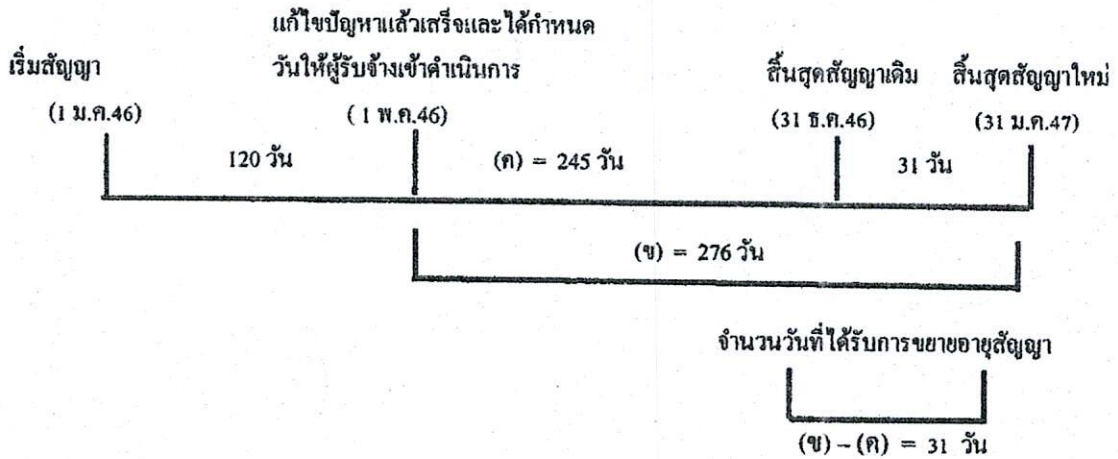 แก้ไขปัญหาแล้วเสร็จและได้กำหนด
เริ่มสัญญา วันให้ผู้รับจ้างเข้าดำเนินการ สิ้นสุดสัญญาเดิม สิ้นสุดสัญญาใหม่
(1 ม.ค.46) (1 พ.ค.46) (31 ธ.ค.46) (31 ม.ค.47)
120 วัน (ค) = 245 วัน 31 วัน
(ข) = 276 วัน
จำนวนวันที่ได้รับการขยายอายุสัญญา
(ข) – (ค) = 31 วัน